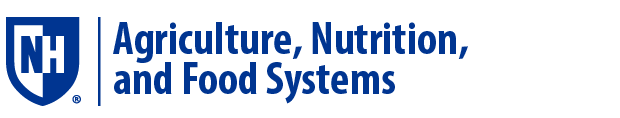 NH
®
Agriculture, Nutrition,
and Food Systems